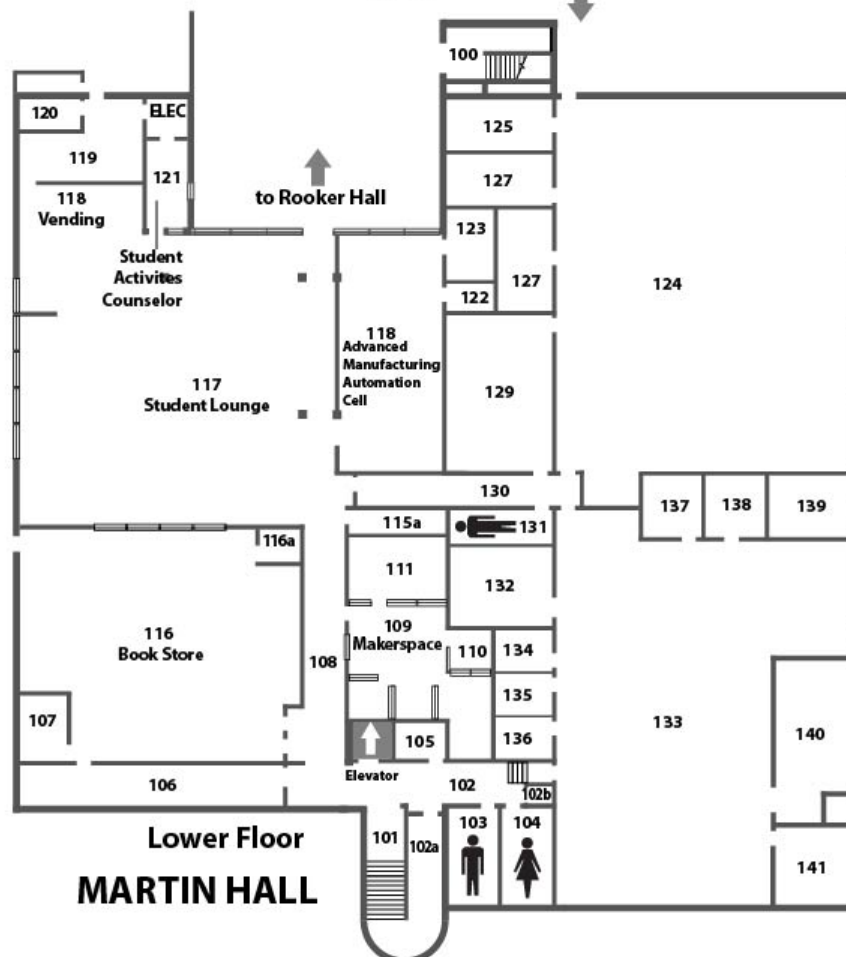 100
120
ELEC
125
119
121
127
to Rooker Hall
118
Vending
123
Student
Activites
Counselor
127
122
124
118
Advanced
Manufacturing
Automation
Cell
117
Student Lounge
129
130
137
138
139
115a
131
116a
111
132
109
Makerspace
116
Book Store
108
110
134
135
107
133
140
105
136
106
Elevator
102
102b
Lower Floor
101
102a
103
104
141
MARTIN HALL